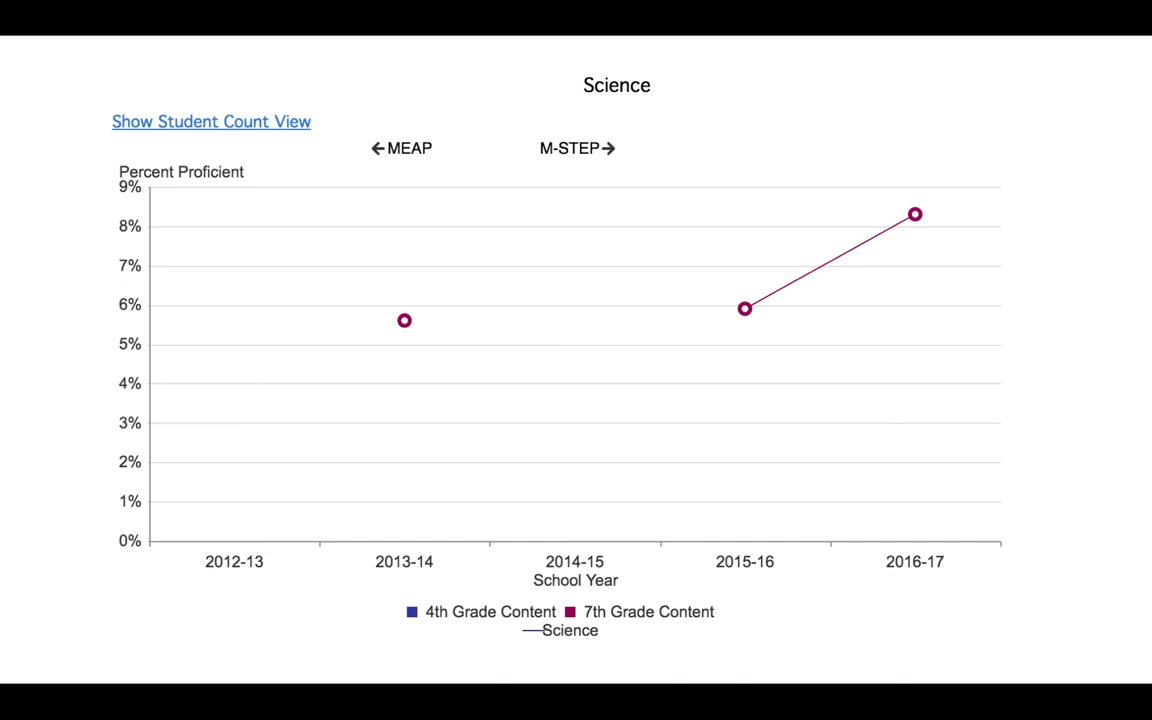 Science
Show Student Count View
←MEAP M-STEP→
Percent Proficient
9%
8%
7%
6%
5%
4%
3%
2%
1%
0%
2012-13 2013-14 2014-15 2015-16 2016-17
School Year
4th Grade Content 7th Grade Content
Science